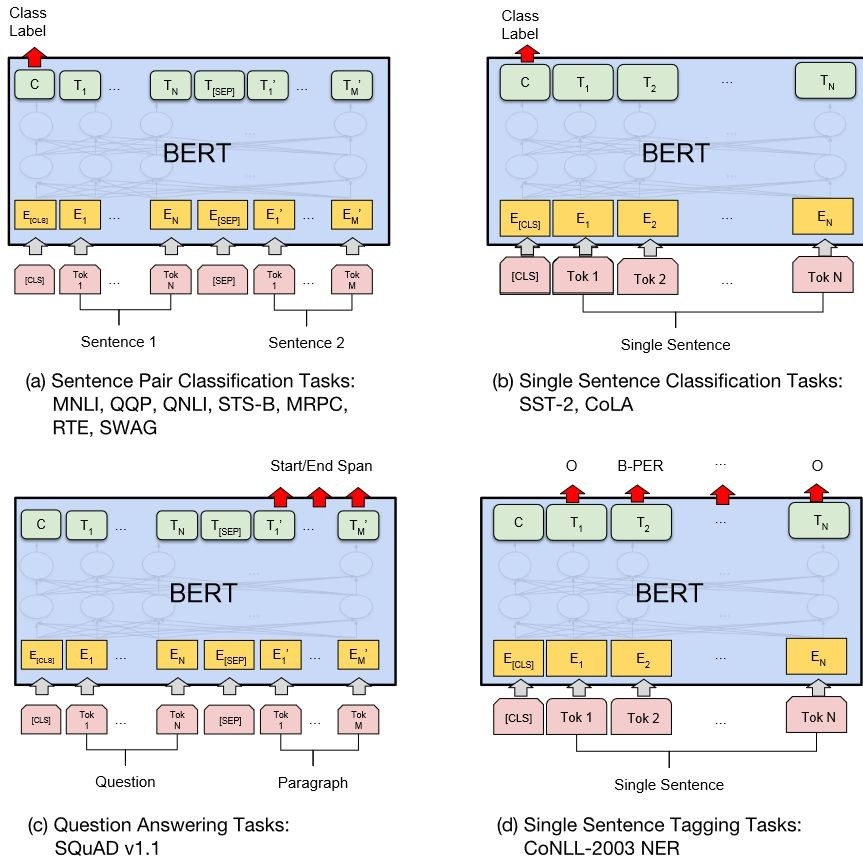 Class
Label
C T1 ... TN T[SEP] T1’ ... TM’
BERT
E[CLS] E1 ... EN E[SEP] E1’ ... EM’
[CLS] Tok 1 ... Tok N [SEP] Tok 1 ... Tok M
Sentence 1 Sentence 2
(a) Sentence Pair Classification Tasks:
MNLI, QQP, QNLI, STS-B, MRPC,
RTE, SWAG
Class
Label
C T1 T2 ... TN
BERT
E[CLS] E1 E2 ... EN
[CLS] Tok 1 Tok 2 ... Tok N
Single Sentence
(b) Single Sentence Classification Tasks:
SST-2, CoLA
Start/End Span
C T1 ... TN T[SEP] T1’ ... TM’
BERT
E[CLS] E1 ... EN E[SEP] E1’ ... EM’
[CLS] Tok 1 ... Tok N [SEP] Tok 1 ... Tok M
Question Paragraph
(c) Question Answering Tasks:
SQuAD v1.1
O B-PER ... O
C T1 T2 ... TN
BERT
E[CLS] E1 E2 ... EN
[CLS] Tok 1 Tok 2 ... Tok N
Single Sentence
(d) Single Sentence Tagging Tasks:
CoNLL-2003 NER